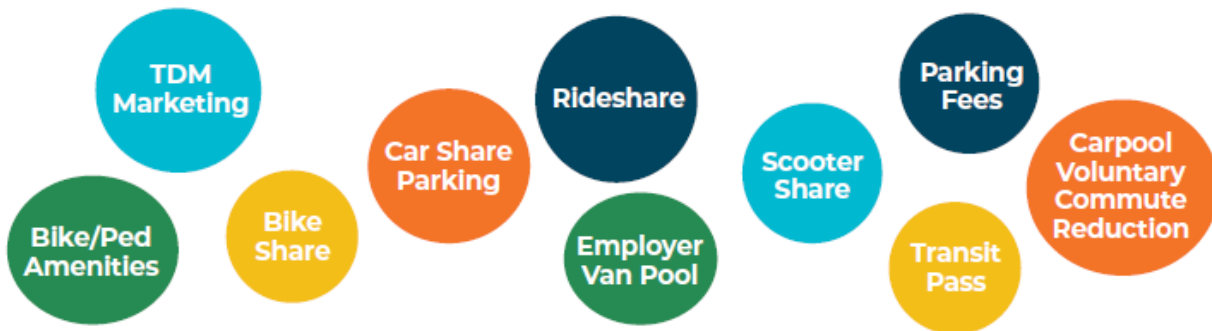 TDM
Marketing
Bike/Ped
Amenities
Bike
Share
Car Share
Parking
Rideshare
Employer
Van Pool
Scooter
Share
Parking
Fees
Transit
Pass
Carpool
Voluntary
Commute
Reduction